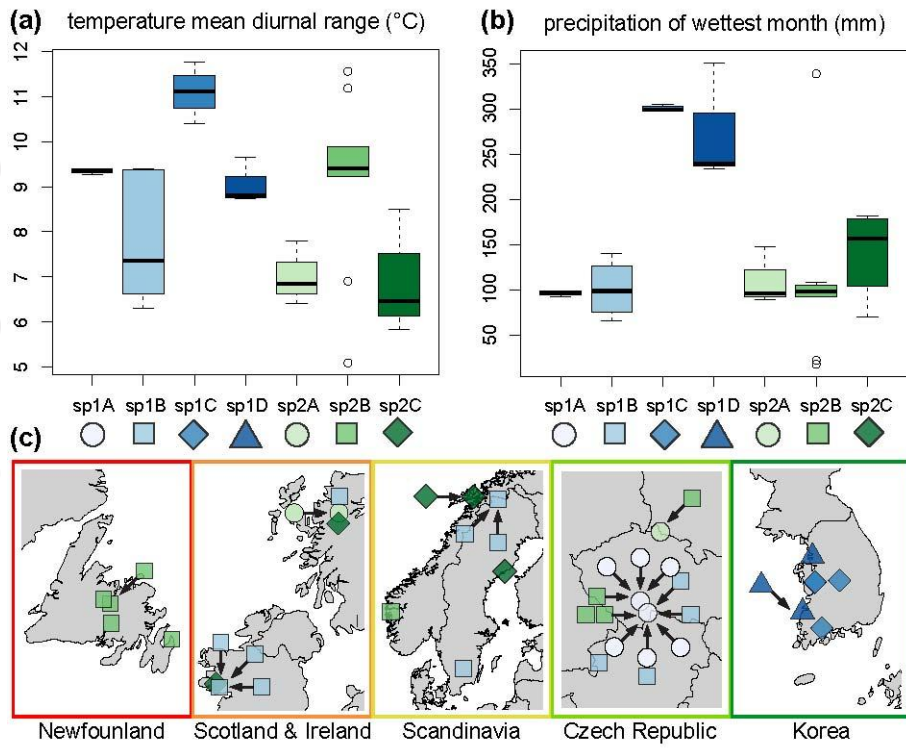 (a) temperature mean diurnal range (°C)
12
11
10
9
8
7
6
5
(b) precipitation of wettest month (mm)
350
300
250
200
150
100
50
sp1A sp1B sp1C sp1D sp2A sp2B sp2C
sp1A sp1B sp1C sp1D sp2A sp2B sp2C
(c)
Newfounland Scotland & Ireland Scandinavia Czech Republic Korea